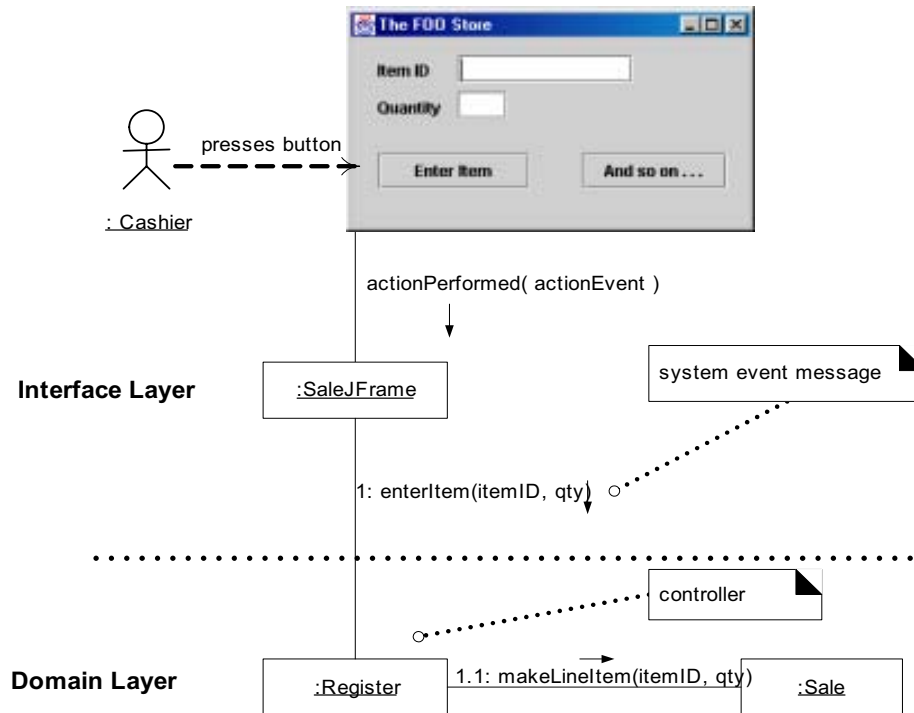 The FOO Store
Item ID
Quantity
presses button
Enter Item
And so on . . .
: Cashier
actionPerformed( actionEvent )
system event message
Interface Layer
:SaleJFrame
1: enterItem(itemID, qty)
controller
Domain Layer
:Register
1.1: makeLineItem(itemID, qty)
:Sale